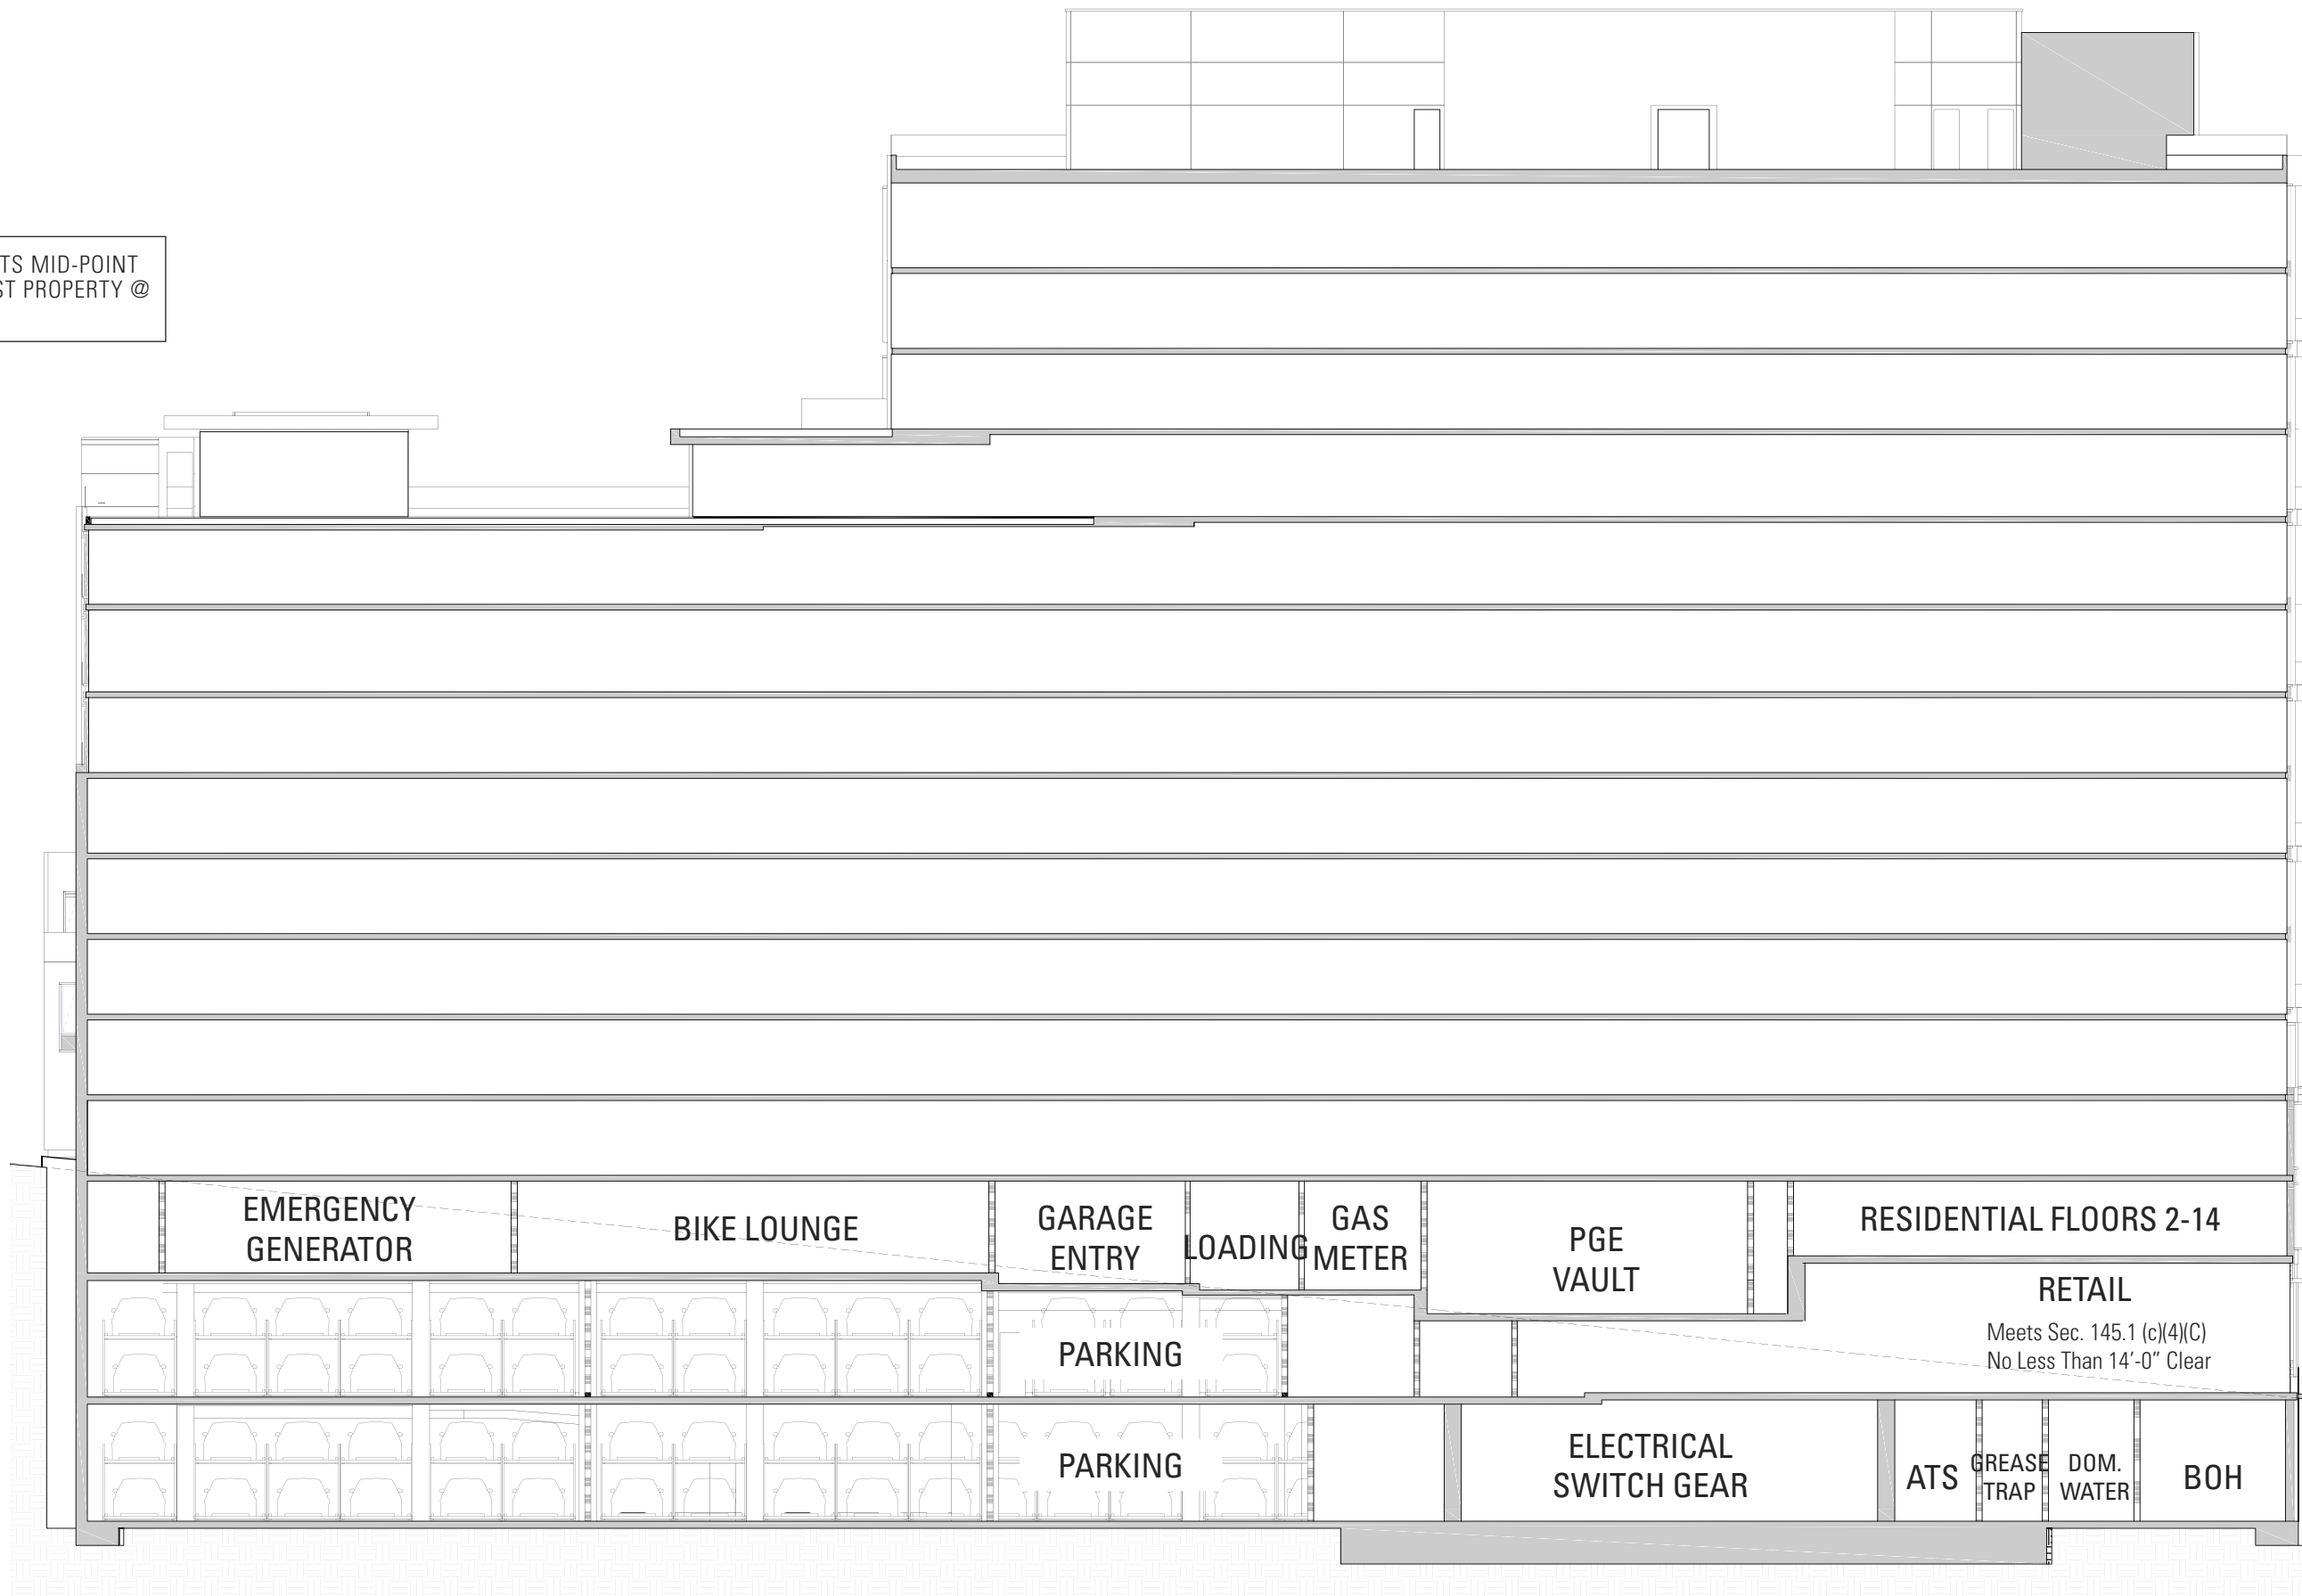 TS MID-POINT
ST PROPERTY @
EMERGENCY
GENERATOR
BIKE LOUNGE
GARAGE
ENTRY
LOADING
GAS
METER
PGE
VAULT
RESIDENTIAL FLOORS 2-14
RETAIL
Meets Sec. 145.1 (c)(4)(C)
No Less Than 14'-0" Clear
PARKING
PARKING
ELECTRICAL
SWITCH GEAR
ATS
GREASE
TRAP
DOM.
WATER
BOH